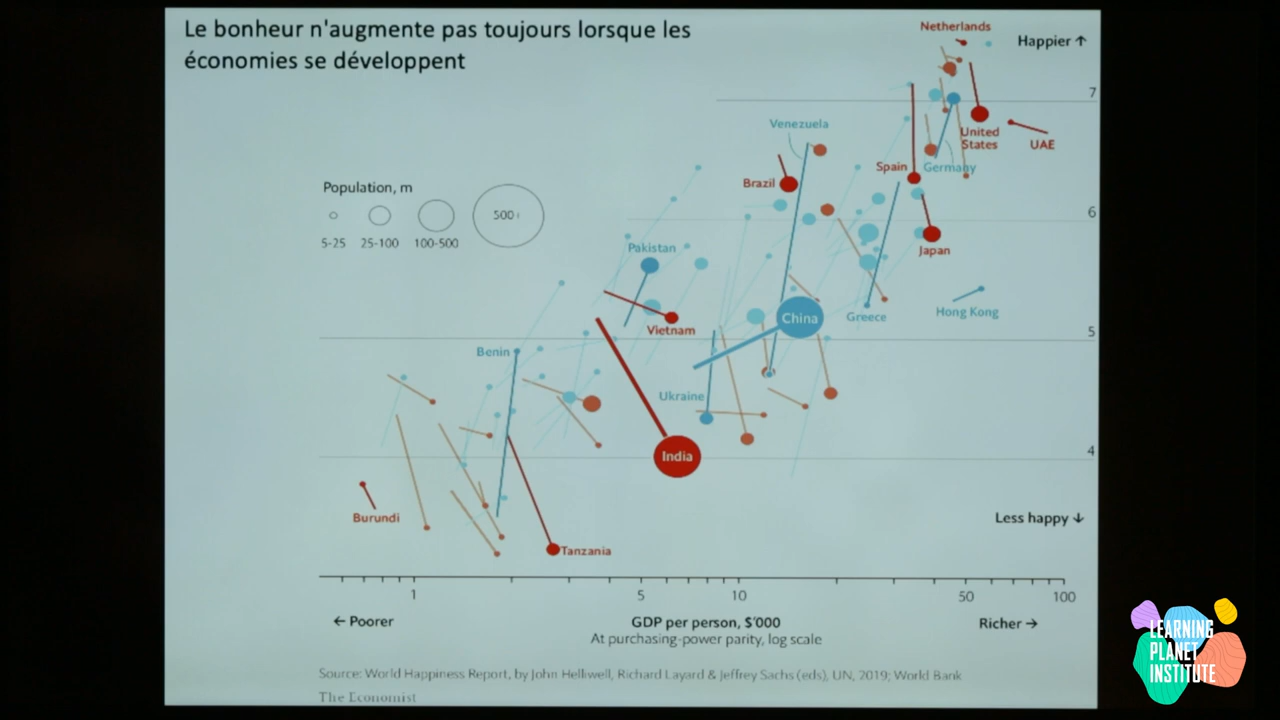 Le bonheur n'augmente pas toujours lorsque les
économies se développent
Netherlands
Happier ↑
7
Venezuela
United
States
UAE
Spain
Germany
Brazil
Population, m
500+
5-25
25-100
100-500
6
Pakistan
Japan
Hong Kong
China
Greece
Vietnam
5
Benin
Ukraine
India
4
Burundi
Less happy ↓
Tanzania
1
5
10
50
100
← Poorer
GDP per person, $'000
Richer →
At purchasing-power parity, log scale
Source: World Happiness Report, by John Helliwell, Richard Layard & Jeffrey Sachs (eds), UN, 2019; World Bank
The Economist
LEARNING
PLANET
INSTITUTE